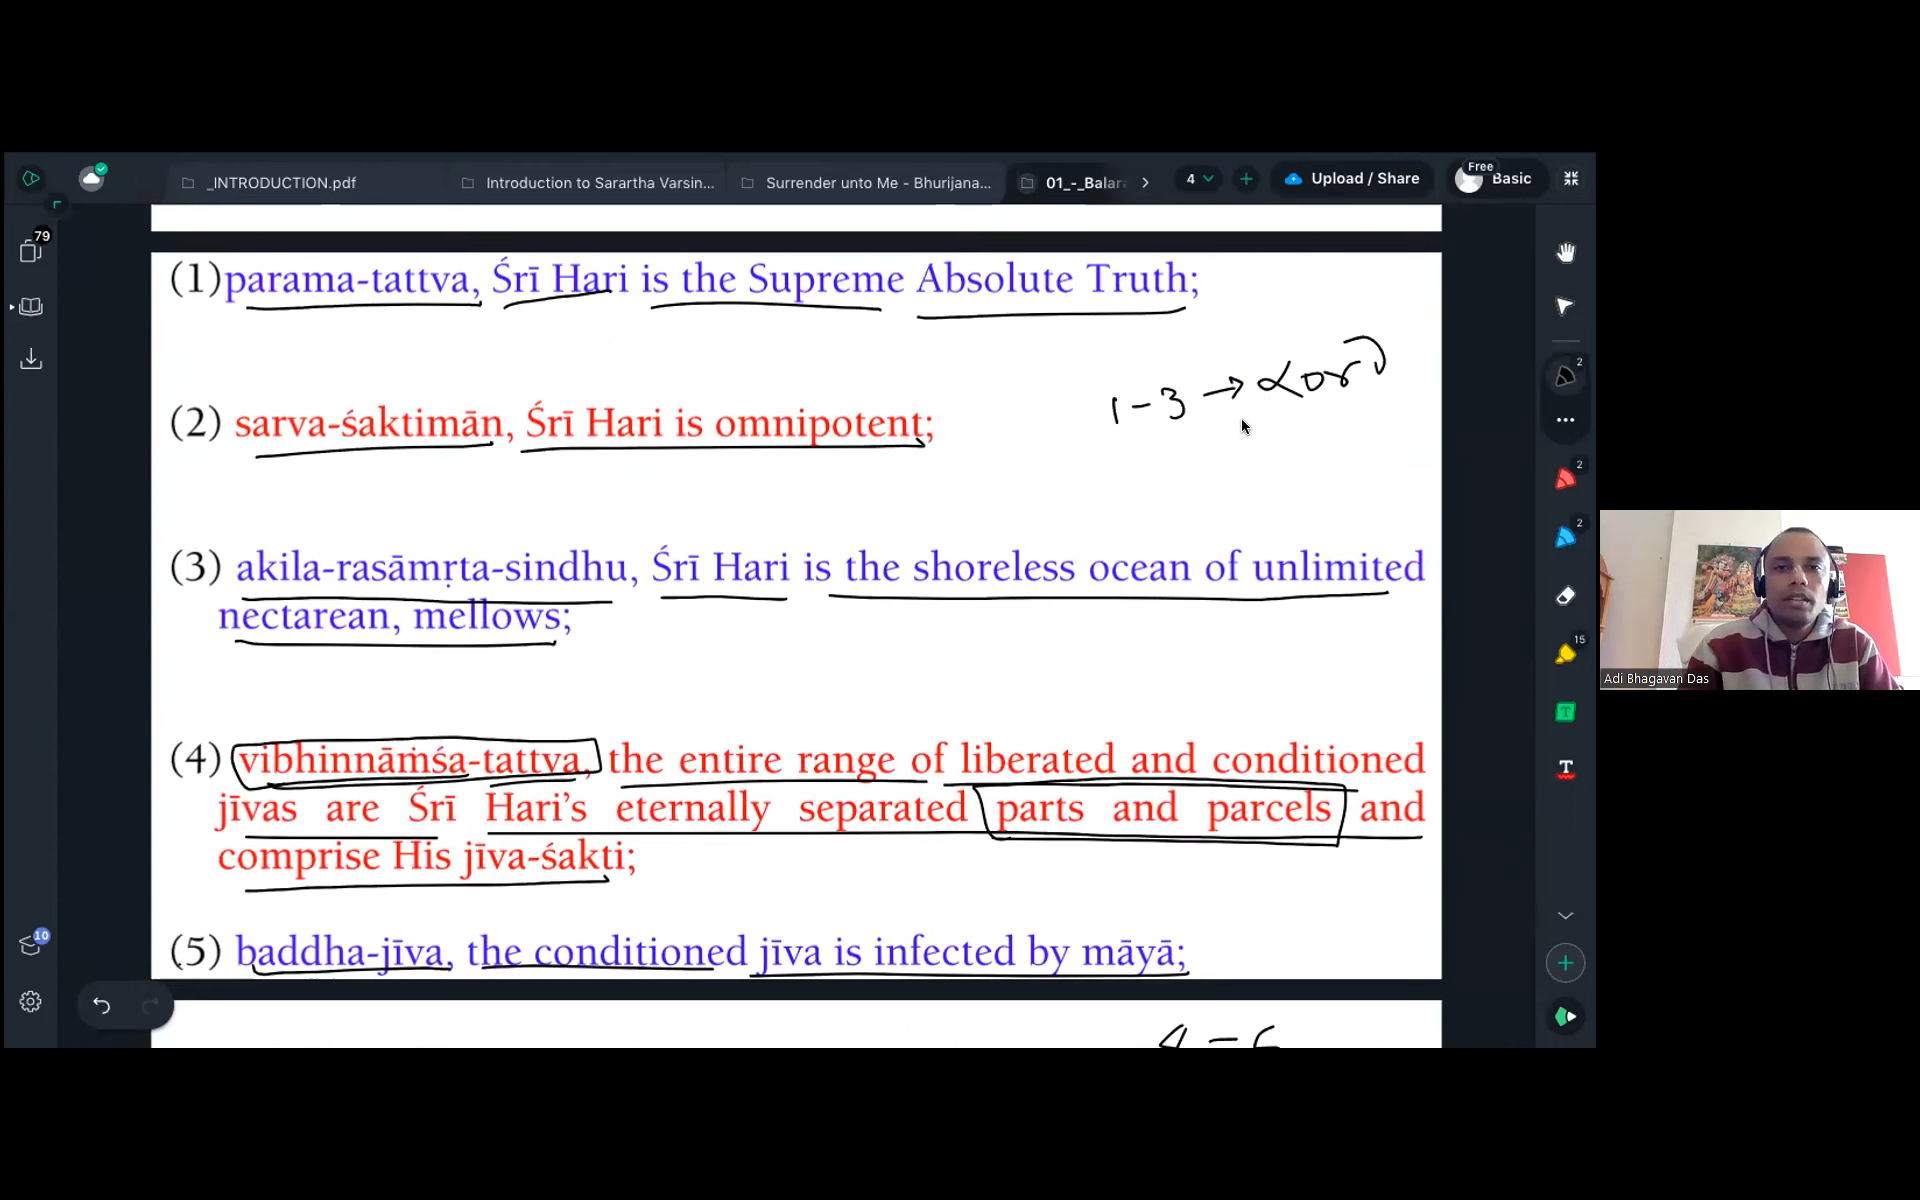 _INTRODUCTION.pdf
Introduction to Sarartha Varsin...
Surrender unto Me - Bhurijana...
01_-_Balara
4
Upload / Share
Free
Basic
79
(1)parama-tattva, Śrī Hari is the Supreme Absolute Truth;
1-3 → Lord
2
(2) sarva-śaktimān, Śrī Hari is omnipotent;
2
2
(3) akila-rasāmṛta-sindhu, Śrī Hari is the shoreless ocean of unlimited
nectarean, mellows;
15
Adi Bhagavan Das
T
(4) vibhinnāṁśa-tattva, the entire range of liberated and conditioned
jīvas are Śrī Hari's eternally separated parts and parcels and
comprise His jīva-śakti;
T
10
(5) baddha-jīva, the conditioned jīva is infected by māyā;